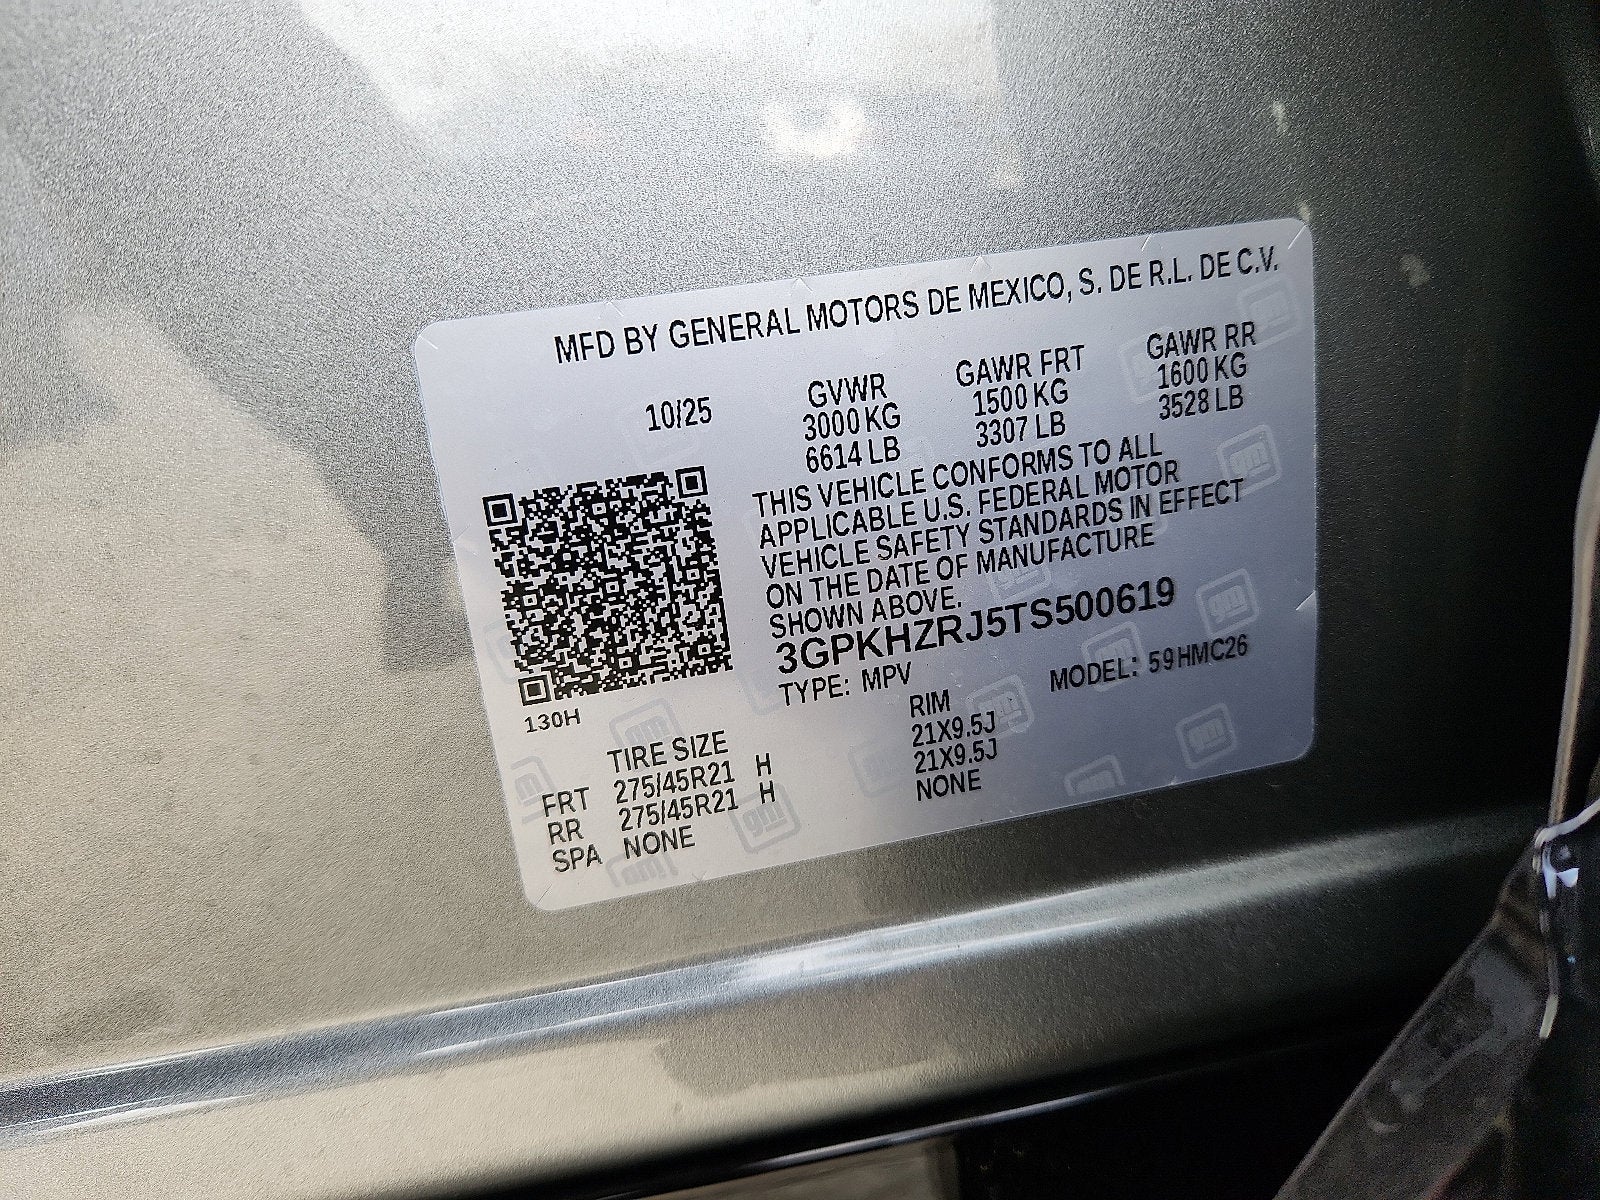 MFD BY GENERAL MOTORS DE MEXICO, S. DE R.L. DE C.V.
10/25
GVWR
3000 KG
6614 LB
GAWR FRT
1500 KG
3307 LB
GAWR RR
1600 KG
3528 LB
THIS VEHICLE CONFORMS TO ALL
APPLICABLE U.S. FEDERAL MOTOR
VEHICLE SAFETY STANDARDS IN EFFECT
ON THE DATE OF MANUFACTURE
SHOWN ABOVE.
3GPKHZRJ5TS500619
TYPE: MPV MODEL: 59HMC26
130H
TIRE SIZE RIM
FRT 275/45R21 H 21X9.5J
RR 275/45R21 H 21X9.5J
SPA NONE NONE